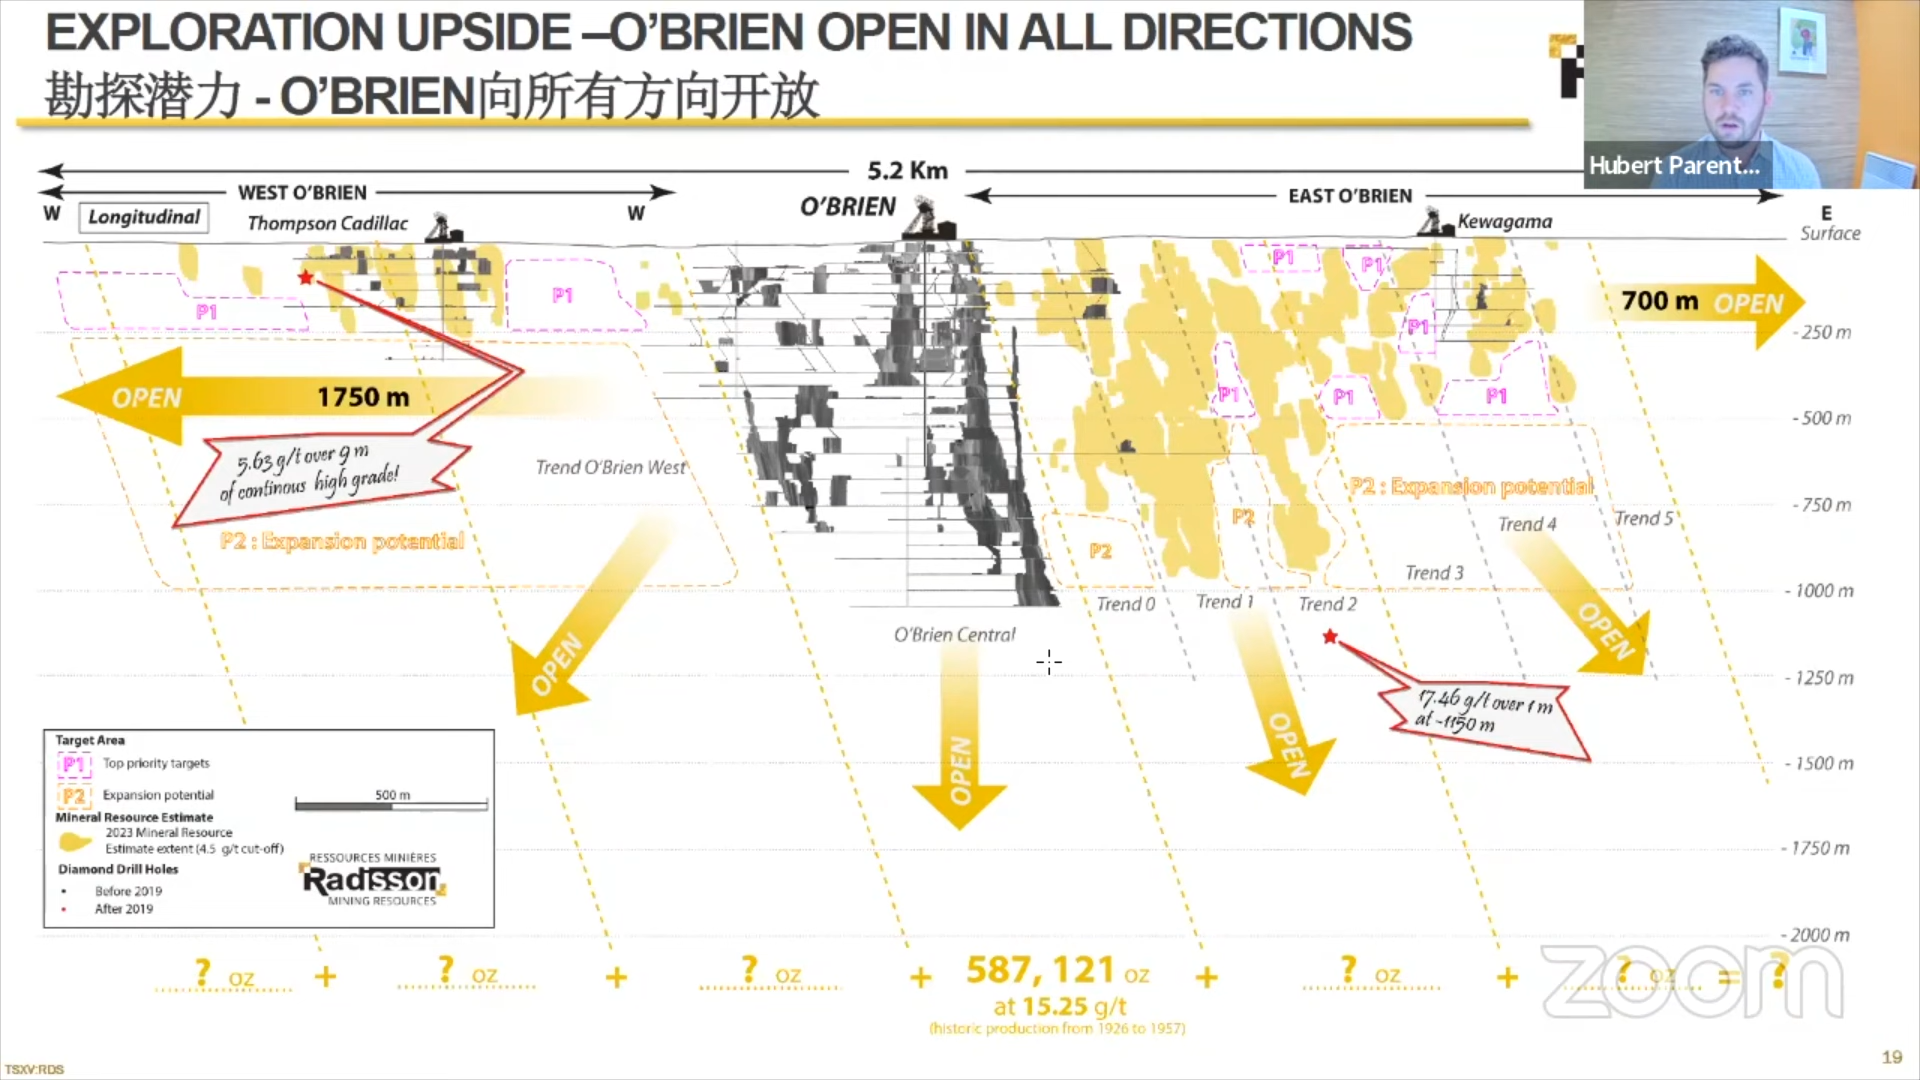 EXPLORATION UPSIDE –O'BRIEN OPEN IN ALL DIRECTIONS
勘探潜力 - O'BRIEN向所有方向开放
Hubert Parent...
5.2 Km
WEST O'BRIEN
O'BRIEN
EAST O'BRIEN
W
Longitudinal
Thompson Cadillac
W
Kewagama
E
Surface
P1
P1
P1
P1
P1
P1
P1
P1
700 m OPEN
- 250 m
OPEN
1750 m
- 500 m
5.63 g/t over 9 m
of continous high grade!
Trend O'Brien West
P2 : Expansion potential
P2 : Expansion potential
P2
P2
Trend 4
Trend 5
- 750 m
Trend 3
- 1000 m
Trend 0
Trend 1
Trend 2
O'Brien Central
OPEN
OPEN
OPEN
OPEN
- 1250 m
17.46 g/t over 1 m
at -1150 m
- 1500 m
- 1750 m
- 2000 m
Target Area
P1 Top priority targets
P2 Expansion potential
500 m
Mineral Resource Estimate
2023 Mineral Resource
Estimate extent (4.5 g/t cut-off)
Diamond Drill Holes
Before 2019
After 2019
RESSOURCES MINIÈRES
Radisson
MINING RESOURCES
? oz + ? oz + ? oz + 587, 121 oz + ? oz + ? oz = ?
at 15.25 g/t
(historic production from 1926 to 1957)
zoom
TSXV:RDS
19